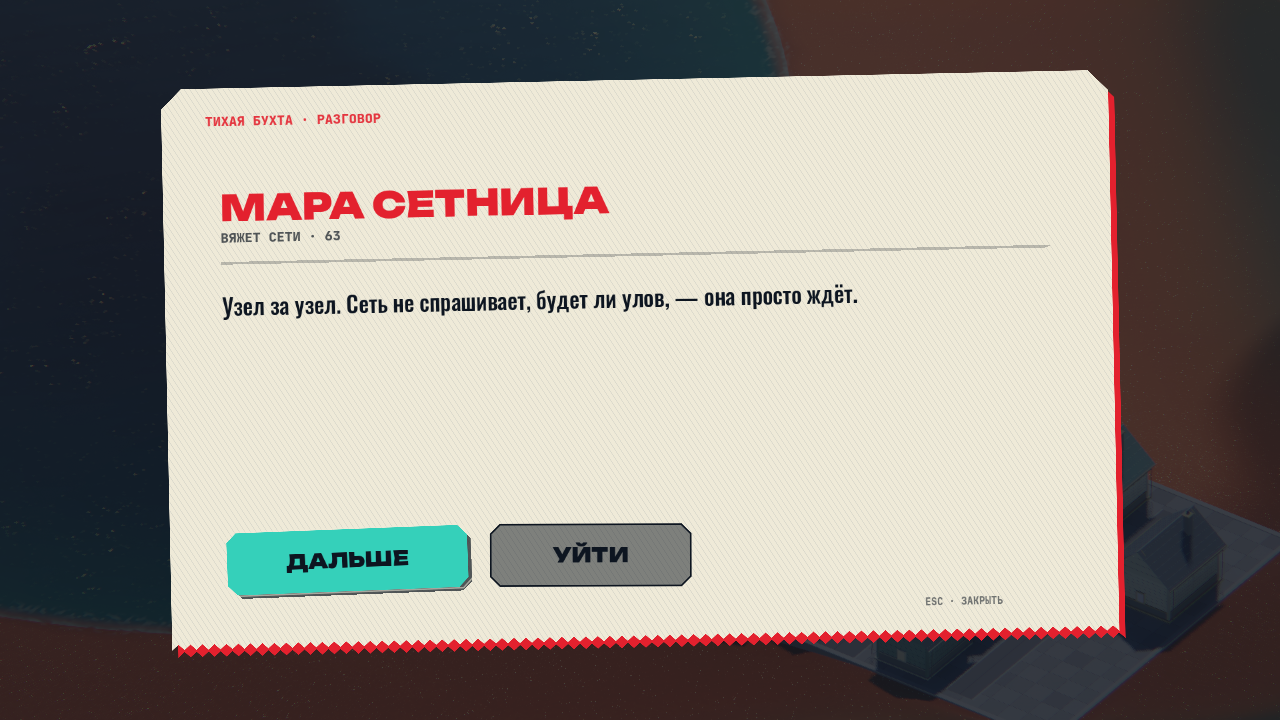 ТИХАЯ БУХТА · РАЗГОВОР
МАРА СЕТНИЦА
ВЯЖЕТ СЕТИ · 63
Узел за узел. Сеть не спрашивает, будет ли улов, — она просто ждёт.
ДАЛЬШЕ
УЙТИ
ESC · ЗАКРЫТЬ